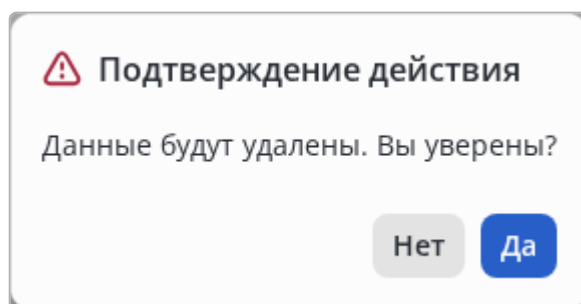 Подтверждение действия
Данные будут удалены. Вы уверены?
Нет Да